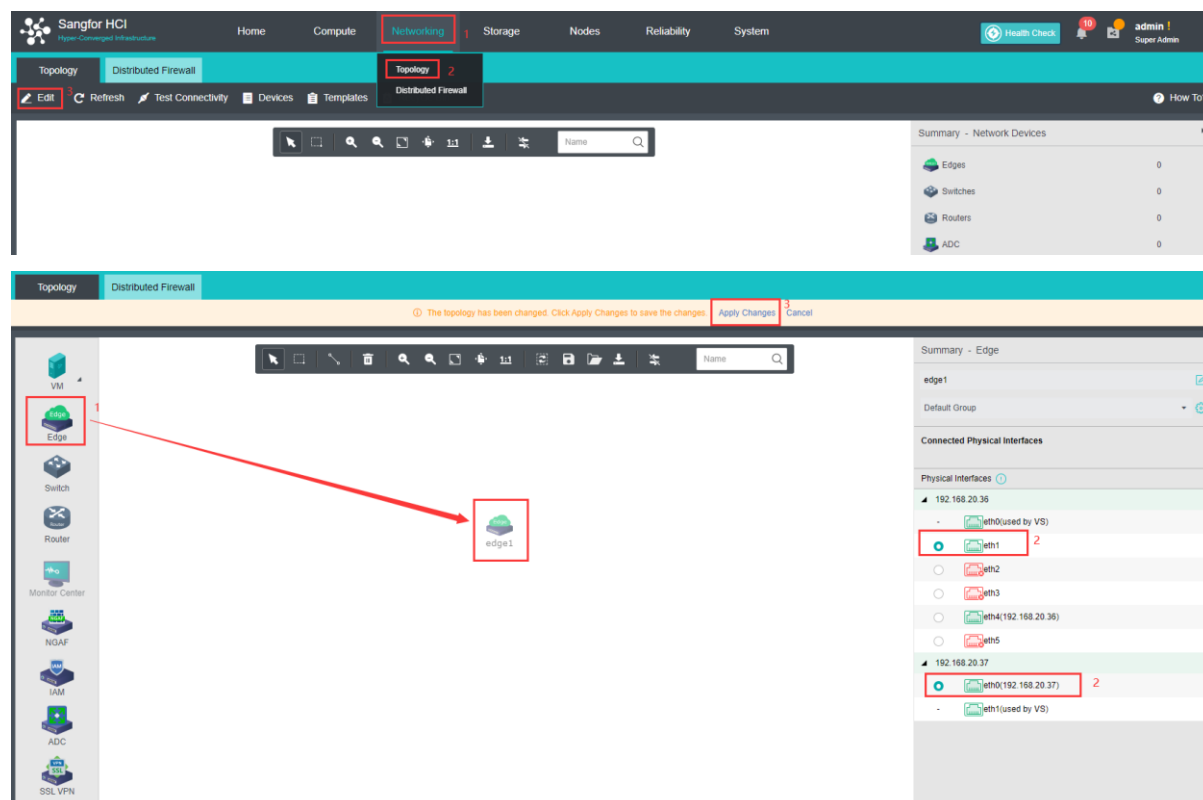 Sangfor HCI
Hyper-Converged Infrastructure
Home Compute Networking 1 Storage Nodes Reliability System
Health Check 10 admin !
Super Admin
Topology Distributed Firewall
Topology 2
Distributed Firewall
Edit 3 Refresh Test Connectivity Devices Templates
How To
1:1 Name
Summary - Network Devices
Edges 0
Switches 0
Routers 0
ADC 0
Topology Distributed Firewall
The topology has been changed. Click Apply Changes to save the changes. Apply Changes 3 Cancel
1:1 Name
VM
Edge 1
Switch
Router
Monitor Center
NGAF
IAM
ADC
SSL VPN
edge1
Summary - Edge
edge1
Default Group
Connected Physical Interfaces
Physical Interfaces
192.168.20.36
- eth0(used by VS)
eth1 2
eth2
eth3
eth4(192.168.20.36)
eth5
192.168.20.37
eth0(192.168.20.37) 2
- eth1(used by VS)